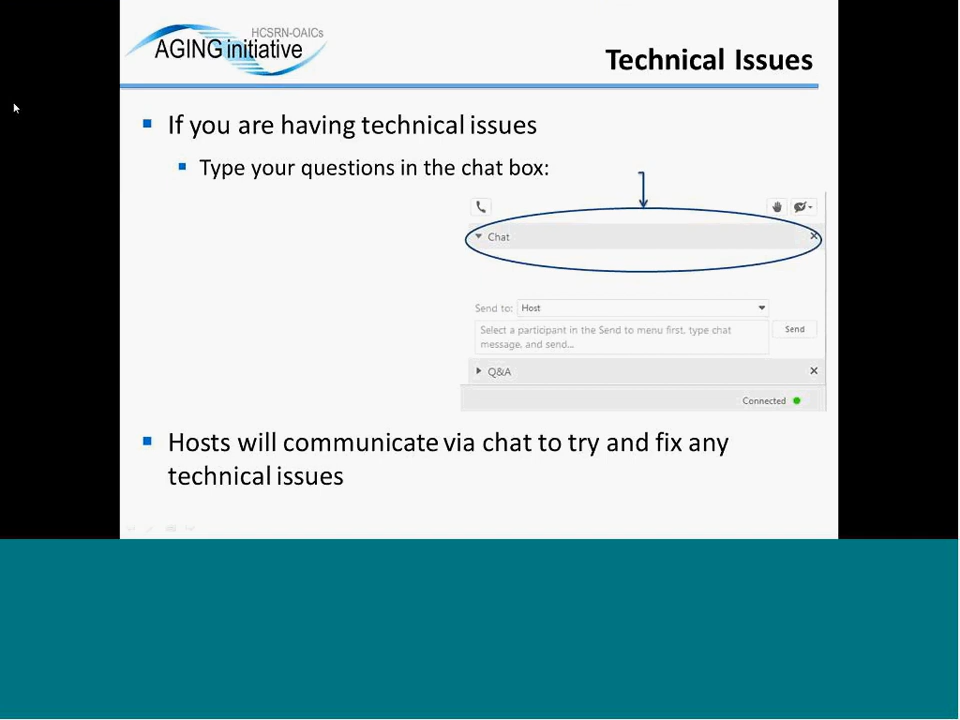 HCSRN-OAICs
AGING initiative
Technical Issues
If you are having technical issues
Type your questions in the chat box:
Chat
Send to: Host
Select a participant in the Send to menu first, type chat
message, and send...
Send
Q&A
Connected
Hosts will communicate via chat to try and fix any
technical issues